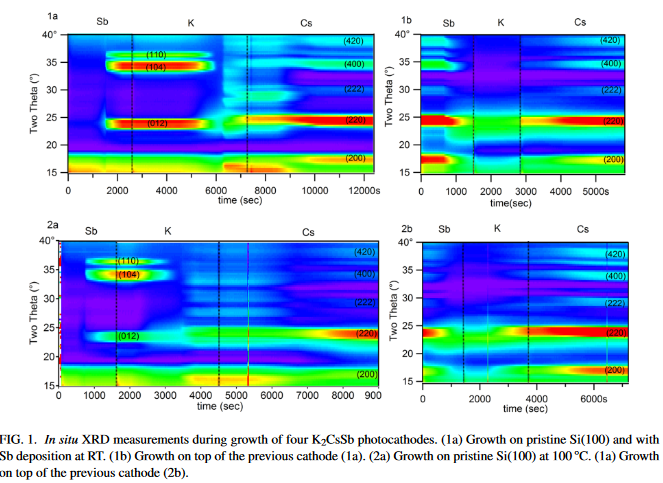 1a
Sb K Cs
40°
35
30
25
20
15
Two Theta (°)
(110)
(104)
(012)
(420)
(400)
(222)
(220)
(200)
0 2000 4000 6000 8000 10000 12000s
time (sec)
1b
Sb K Cs
40°
35
30
25
20
15
Two Theta (°)
(420)
(400)
(222)
(220)
(200)
0 1000 2000 3000 4000 5000s
time(sec)
2a
Sb K Cs
40°
35
30
25
20
15
Two Theta (°)
(110)
(104)
(012)
(420)
(400)
(222)
(220)
(200)
0 1000 2000 3000 4000 5000 6000 7000 8000 900
time (sec)
2b
Sb K Cs
40°
35
30
25
20
15
Two Theta (°)
(420)
(400)
(222)
(220)
(200)
0 2000 4000 6000s
time (sec)
FIG. 1. In situ XRD measurements during growth of four K₂CsSb photocathodes. (1a) Growth on pristine Si(100) and with
Sb deposition at RT. (1b) Growth on top of the previous cathode (1a). (2a) Growth on pristine Si(100) at 100 °C. (1a) Growth
on top of the previous cathode (2b).